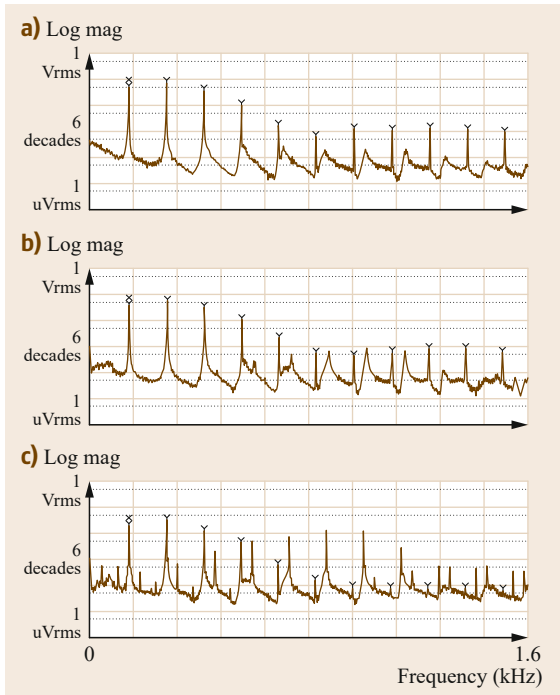 a) Log mag
1
Vrms
6
decades
1
uVrms
b) Log mag
1
Vrms
6
decades
1
uVrms
c) Log mag
1
Vrms
6
decades
1
uVrms
0
1.6
Frequency (kHz)